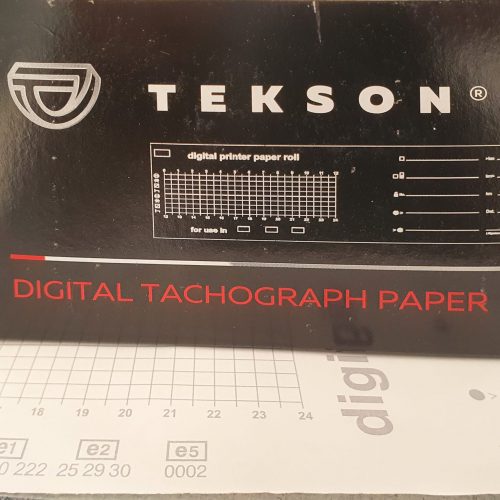 TEKSON®
digital printer paper roll
for use in
DIGITAL TACHOGRAPH PAPER
digita
18 19 20 21 22 23 24
e1 e2 e5
0 222 25 29 30 0002